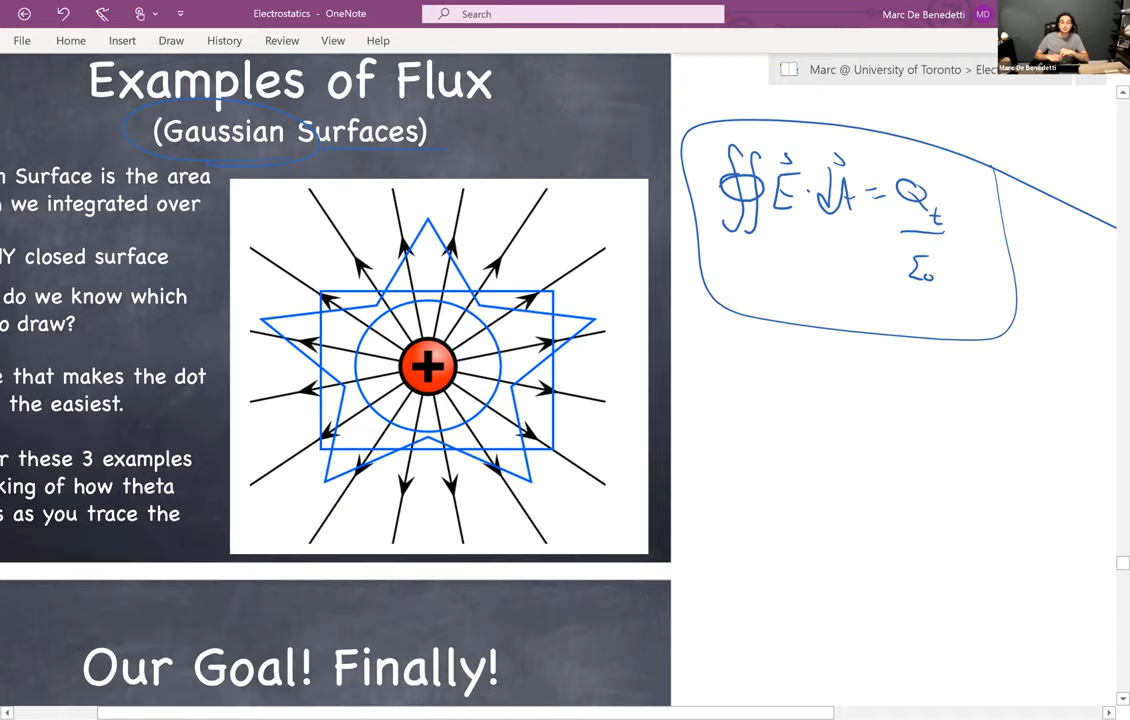 Electrostatics - OneNote
Search
Marc De Benedetti
MD
File
Home
Insert
Draw
History
Review
View
Help
Marc De Benedetti
Marc @ University of Toronto > Elec
Examples of Flux
(Gaussian Surfaces)
n Surface is the area
n we integrated over
Y closed surface
do we know which
o draw?
e that makes the dot
the easiest.
r these 3 examples
king of how theta
s as you trace the
+
∯ E⃗ · dA⃗ = Qt / Σo
Our Goal! Finally!